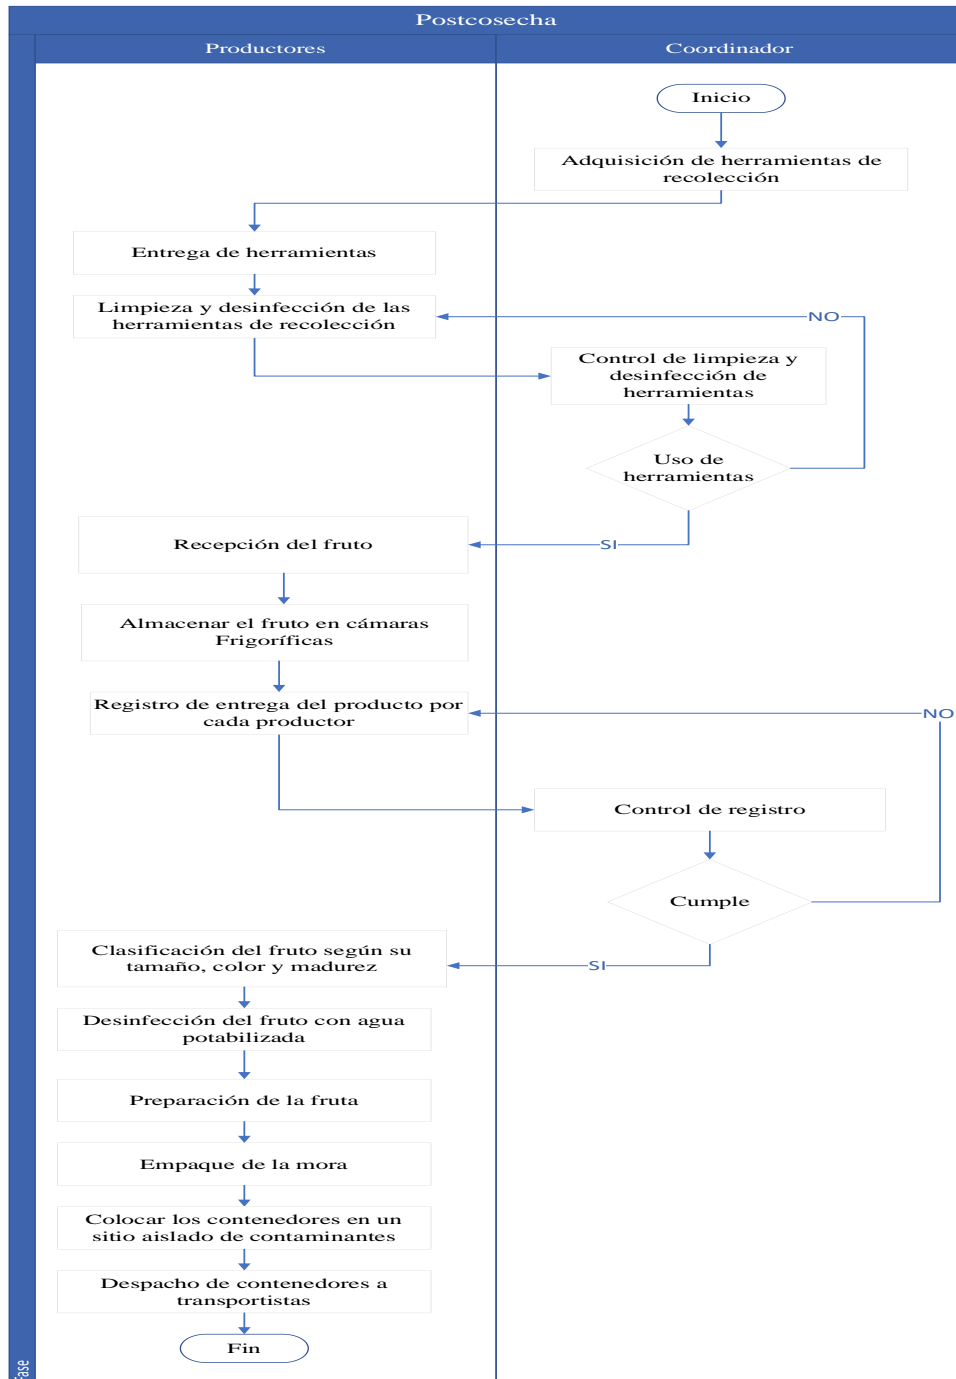 Postcosecha
Productores
Coordinador
Inicio
Adquisición de herramientas de
recolección
Entrega de herramientas
Limpieza y desinfección de las
herramientas de recolección
NO
Control de limpieza y
desinfección de
herramientas
Uso de
herramientas
Recepción del fruto
SI
Almacenar el fruto en cámaras
Frigoríficas
Registro de entrega del producto por
cada productor
NO
Control de registro
Cumple
Clasificación del fruto según su
tamaño, color y madurez
SI
Desinfección del fruto con agua
potabilizada
Preparación de la fruta
Empaque de la mora
Colocar los contenedores en un
sitio aislado de contaminantes
Despacho de contenedores a
transportistas
Fin
Fase